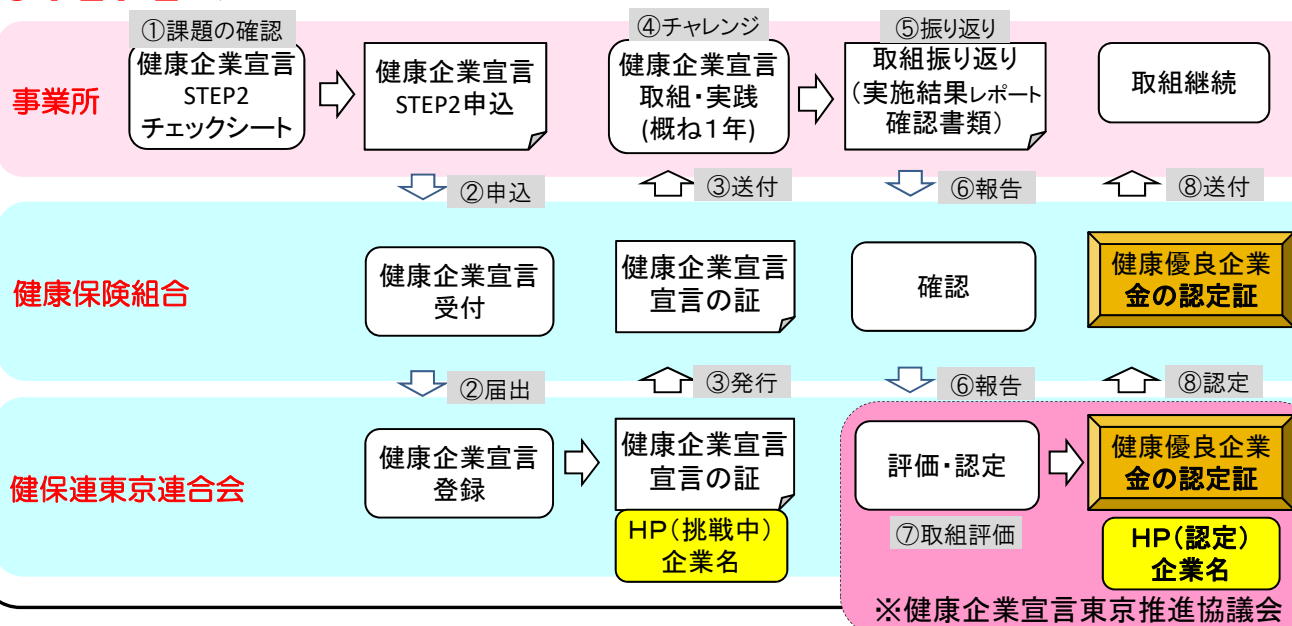 ①課題の確認
健康企業宣言
STEP2
チェックシート
健康企業宣言
STEP2申込
④チャレンジ
健康企業宣言
取組・実践
(概ね１年)
⑤振り返り
取組振り返り
(実施結果レポート
確認書類)
取組継続
事業所
②申込
③送付
⑥報告
⑧送付
健康保険組合
健康企業宣言
受付
健康企業宣言
宣言の証
確認
健康優良企業
金の認定証
②届出
③発行
⑥報告
⑧認定
健保連東京連合会
健康企業宣言
登録
健康企業宣言
宣言の証
HP(挑戦中)
企業名
評価・認定
⑦取組評価
健康優良企業
金の認定証
HP(認定)
企業名
※健康企業宣言東京推進協議会